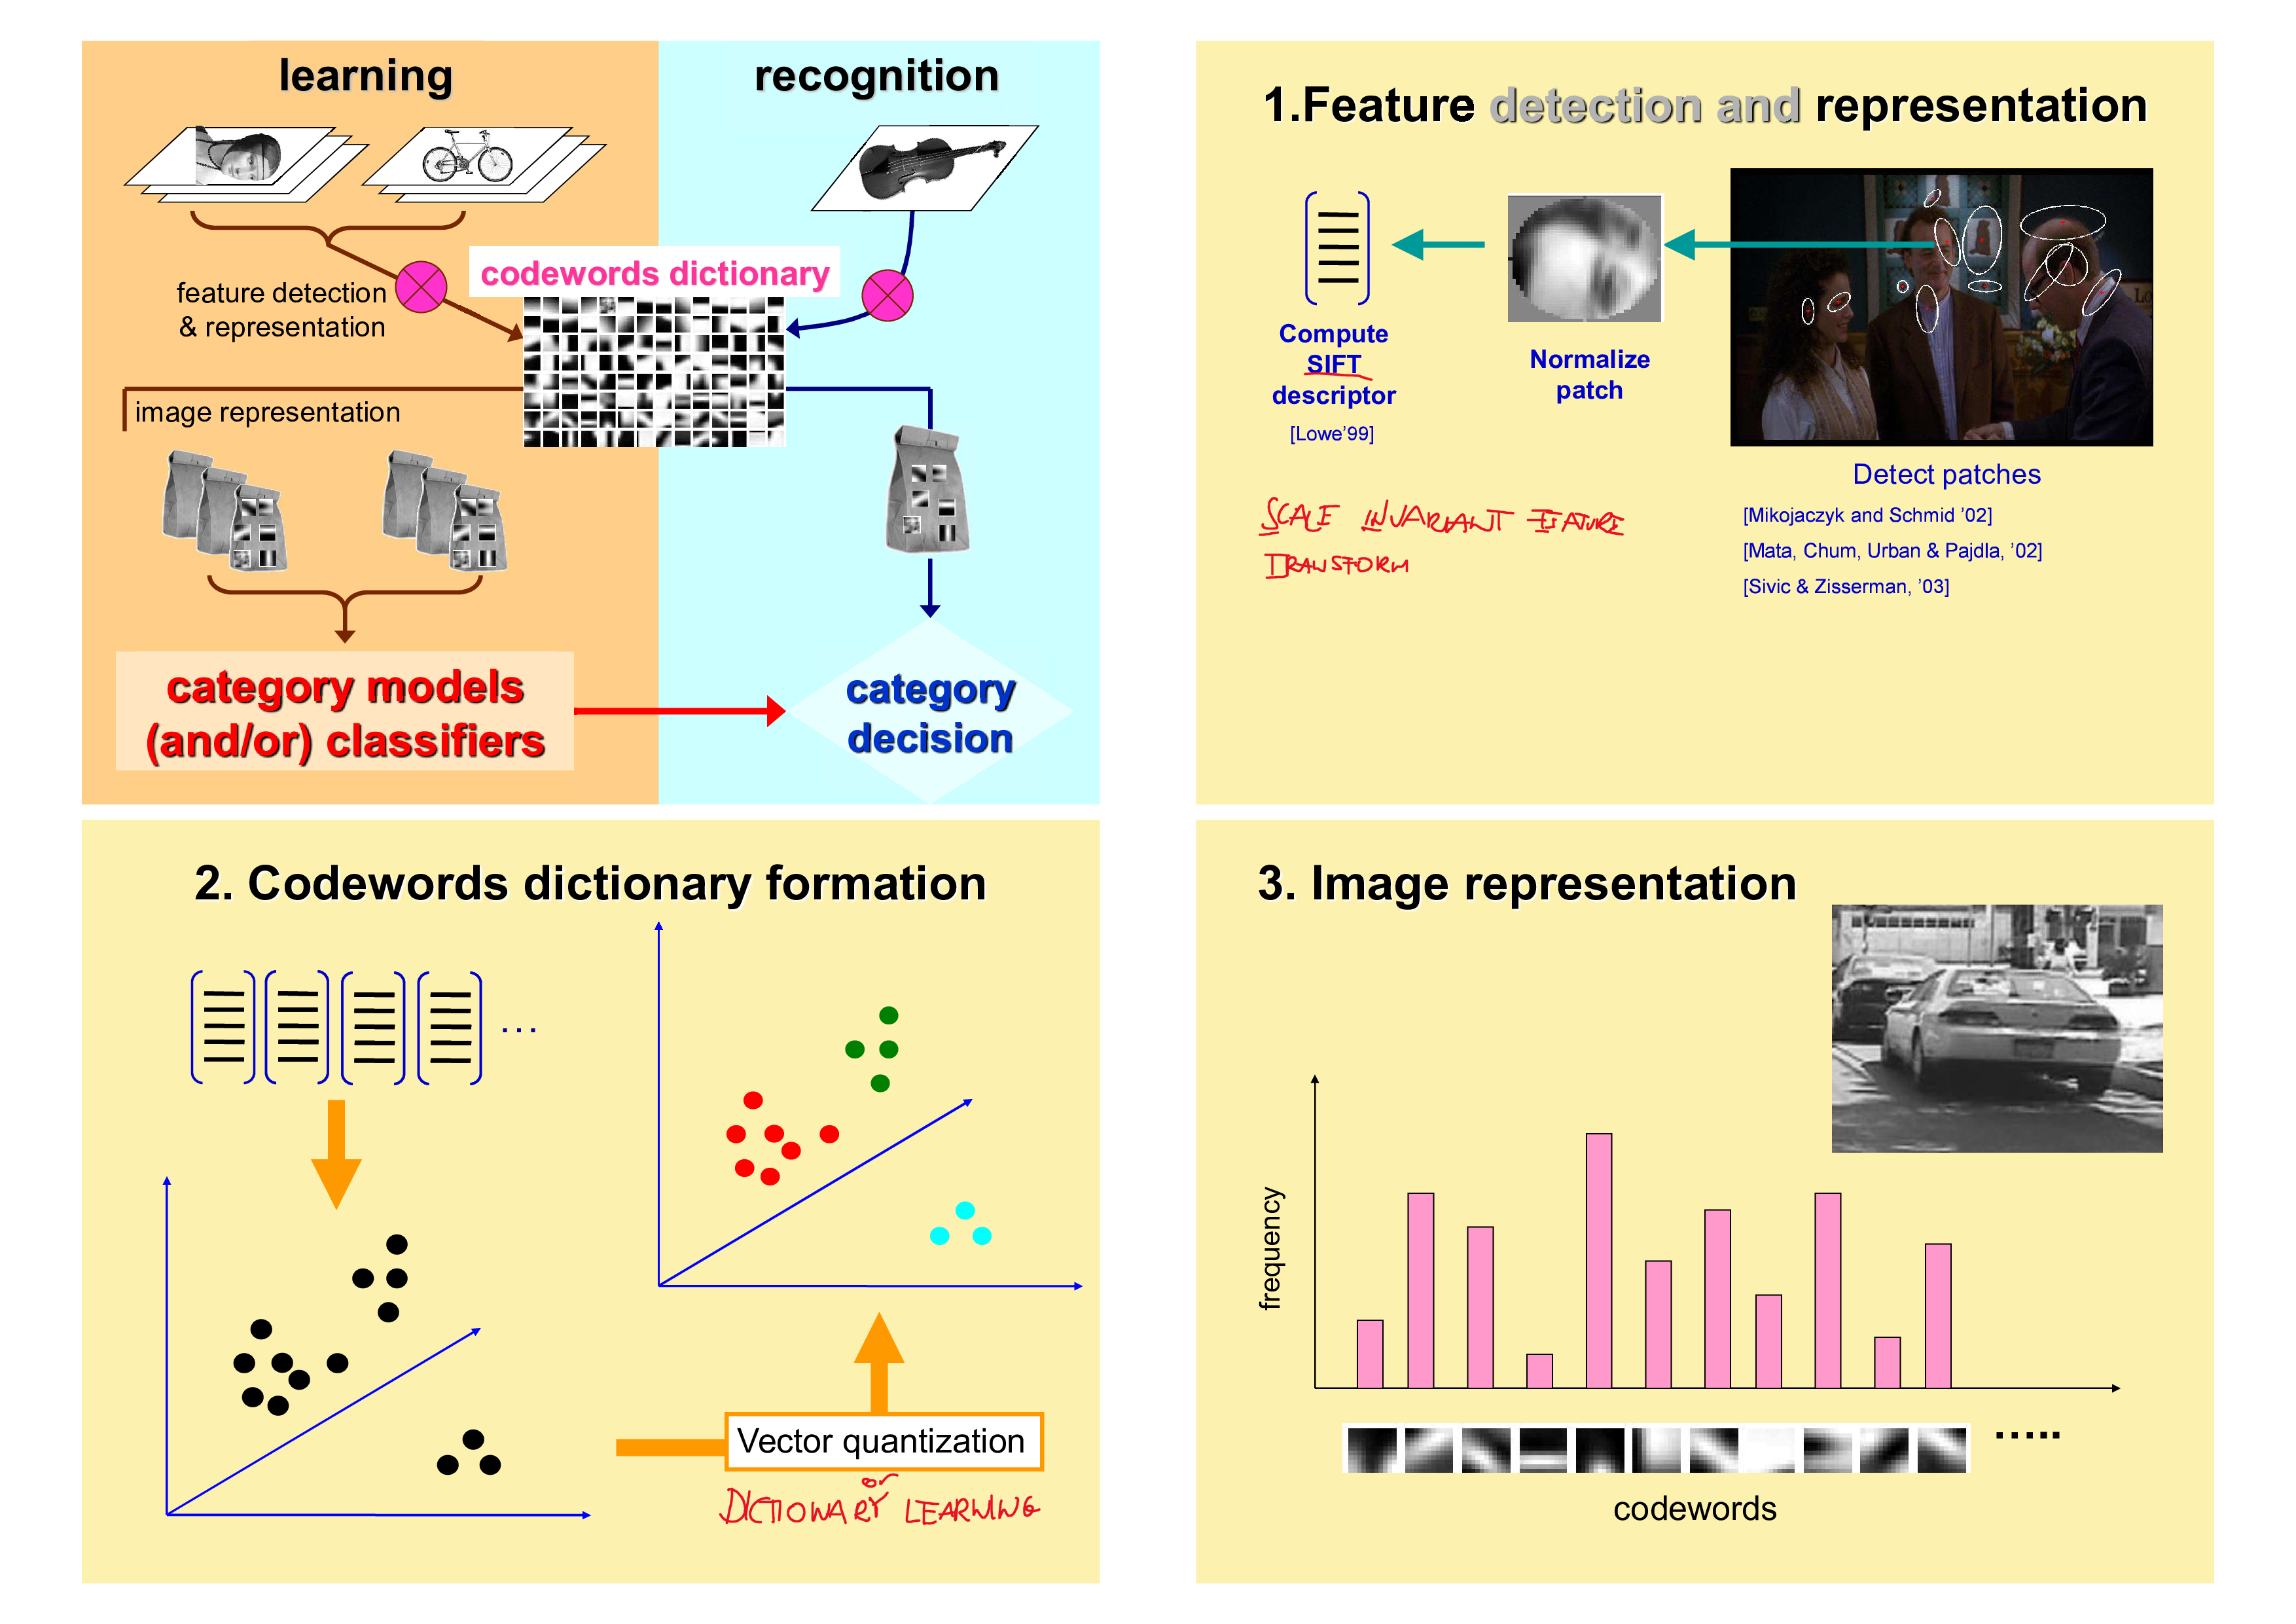 learning
recognition
codewords dictionary
feature detection
& representation
image representation
category models
(and/or) classifiers
category
decision
1.Feature detection and representation
Compute
SIFT
descriptor
[Lowe’99]
Normalize
patch
Detect patches
[Mikojaczyk and Schmid ’02]
[Mata, Chum, Urban & Pajdla, ’02]
[Sivic & Zisserman, ’03]
SCALE INVARIANT FEATURE
TRANSFORM
2. Codewords dictionary formation
...
Vector quantization
or
DICTIONARY LEARNING
3. Image representation
frequency
.....
codewords